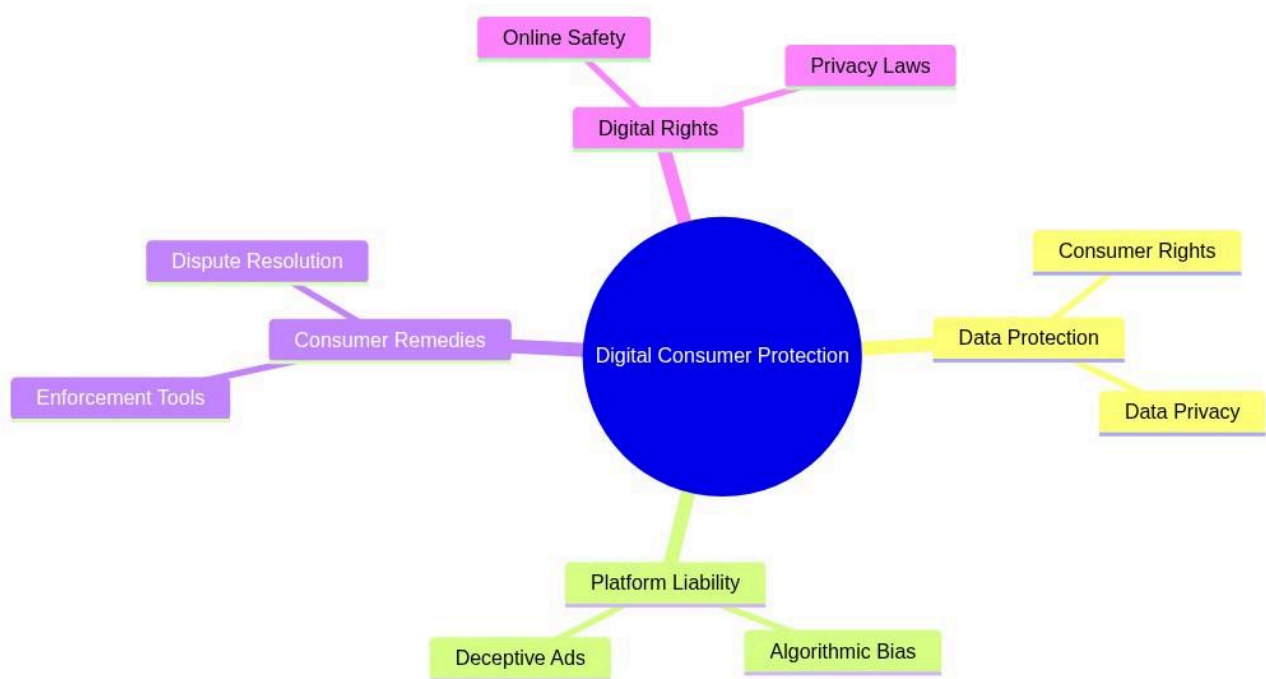 Online Safety
Privacy Laws
Digital Rights
Dispute Resolution
Consumer Rights
Consumer Remedies
Data Protection
Digital Consumer Protection
Enforcement Tools
Data Privacy
Platform Liability
Deceptive Ads
Algorithmic Bias